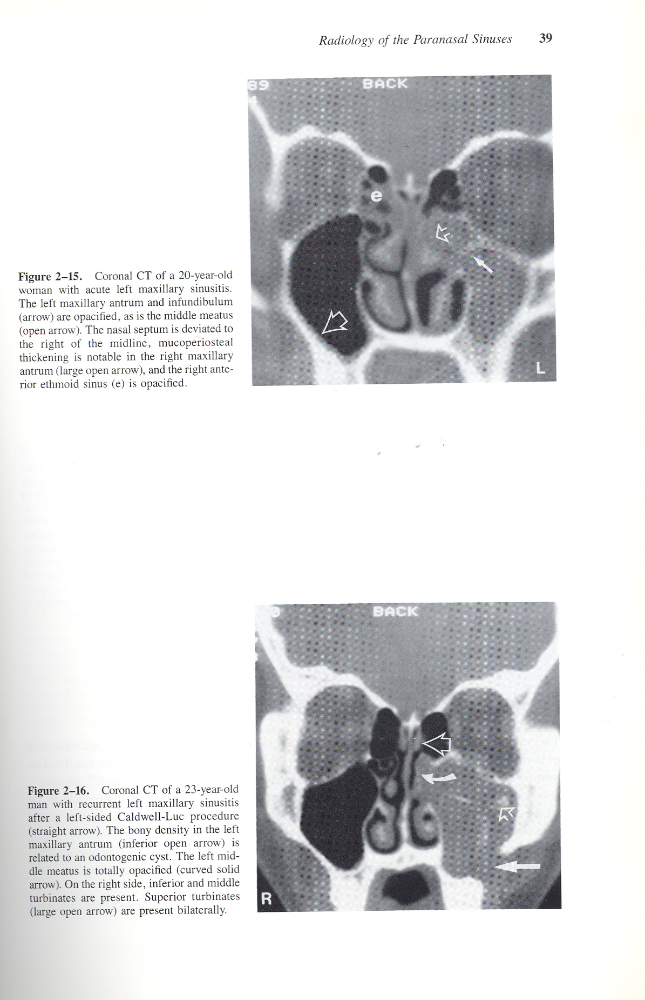 Radiology of the Paranasal Sinuses 39
89
4
BACK
e
L
Figure 2–15. Coronal CT of a 20-year-old
woman with acute left maxillary sinusitis.
The left maxillary antrum and infundibulum
(arrow) are opacified, as is the middle meatus
(open arrow). The nasal septum is deviated to
the right of the midline, mucoperiosteal
thickening is notable in the right maxillary
antrum (large open arrow), and the right ante-
rior ethmoid sinus (e) is opacified.
BACK
R
Figure 2–16. Coronal CT of a 23-year-old
man with recurrent left maxillary sinusitis
after a left-sided Caldwell-Luc procedure
(straight arrow). The bony density in the left
maxillary antrum (inferior open arrow) is
related to an odontogenic cyst. The left mid-
dle meatus is totally opacified (curved solid
arrow). On the right side, inferior and middle
turbinates are present. Superior turbinates
(large open arrow) are present bilaterally.